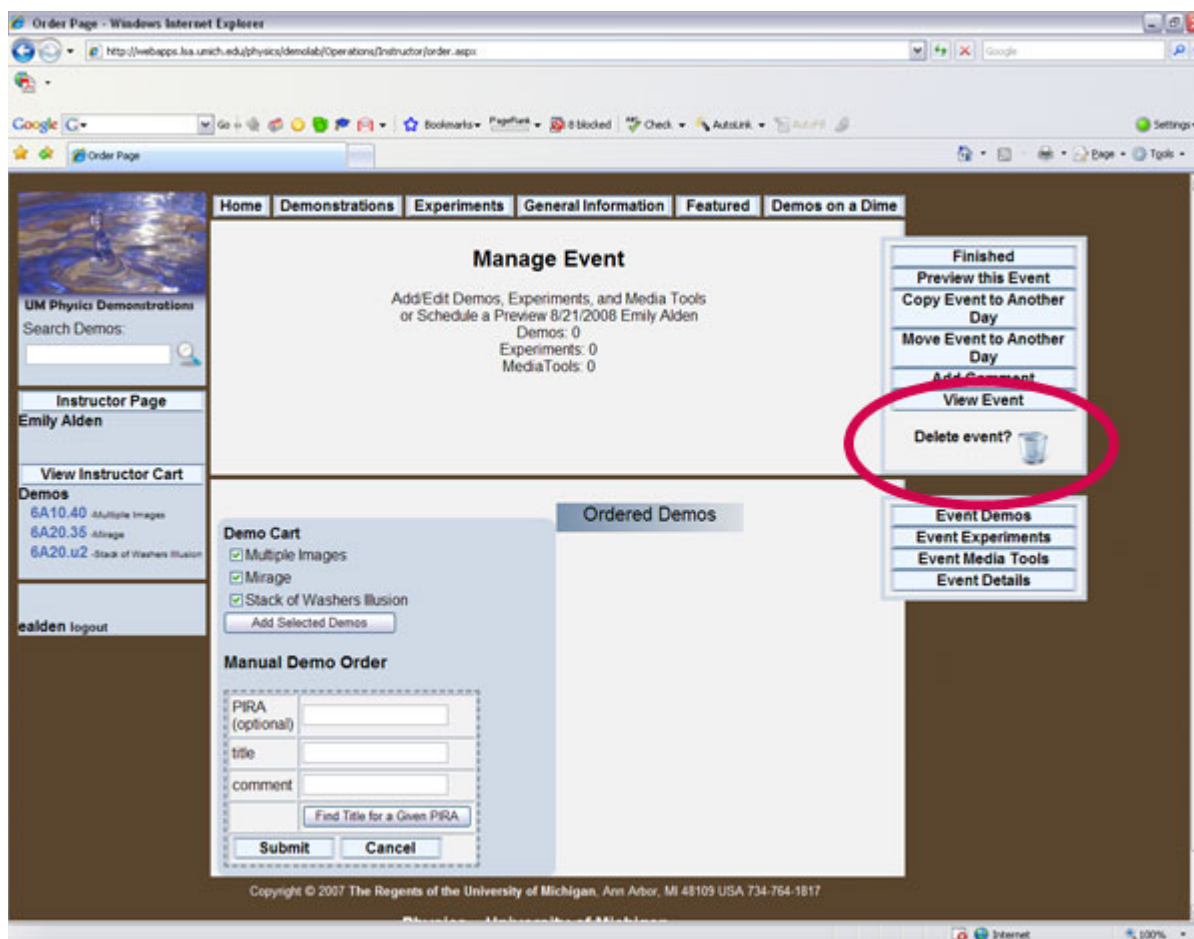 Order Page - Windows Internet Explorer
http://webapps.lsa.umich.edu/physics/demolab/Operations/Instructor/order.aspx
Google
Google
Go
Bookmarks
PageRank
8 blocked
Check
AutoLink
AutoFill
Settings
Order Page
Page
Tools
Home
Demonstrations
Experiments
General Information
Featured
Demos on a Dime
UM Physics Demonstrations
Search Demos:
Instructor Page
Emily Alden
View Instructor Cart
Demos
6A10.40 -Multiple Images
6A20.35 -Mirage
6A20.u2 -Stack of Washers Illusion
ealden logout
Manage Event
Add/Edit Demos, Experiments, and Media Tools
or Schedule a Preview 8/21/2008 Emily Alden
Demos: 0
Experiments: 0
MediaTools: 0
Finished
Preview this Event
Copy Event to Another
Day
Move Event to Another
Day
Add Comment
View Event
Delete event?
Event Demos
Event Experiments
Event Media Tools
Event Details
Ordered Demos
Demo Cart
Multiple Images
Mirage
Stack of Washers Illusion
Add Selected Demos
Manual Demo Order
PIRA
(optional)
title
comment
Find Title for a Given PIRA
Submit
Cancel
Copyright © 2007 The Regents of the University of Michigan, Ann Arbor, MI 48109 USA 734-764-1817
Internet
100%